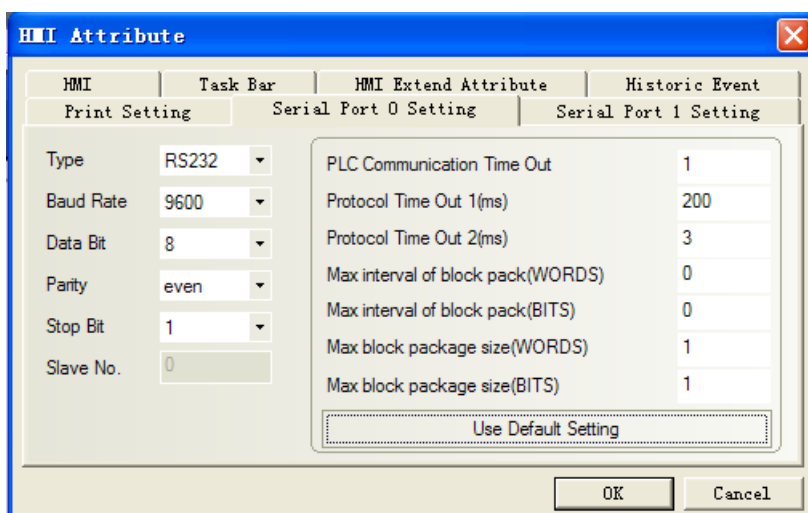 HMI Attribute
HMI Task Bar HMI Extend Attribute Historic Event
Print Setting Serial Port 0 Setting Serial Port 1 Setting
Type RS232
Baud Rate 9600
Data Bit 8
Parity even
Stop Bit 1
Slave No. 0
PLC Communication Time Out 1
Protocol Time Out 1(ms) 200
Protocol Time Out 2(ms) 3
Max interval of block pack(WORDS) 0
Max interval of block pack(BITS) 0
Max block package size(WORDS) 1
Max block package size(BITS) 1
Use Default Setting
OK Cancel